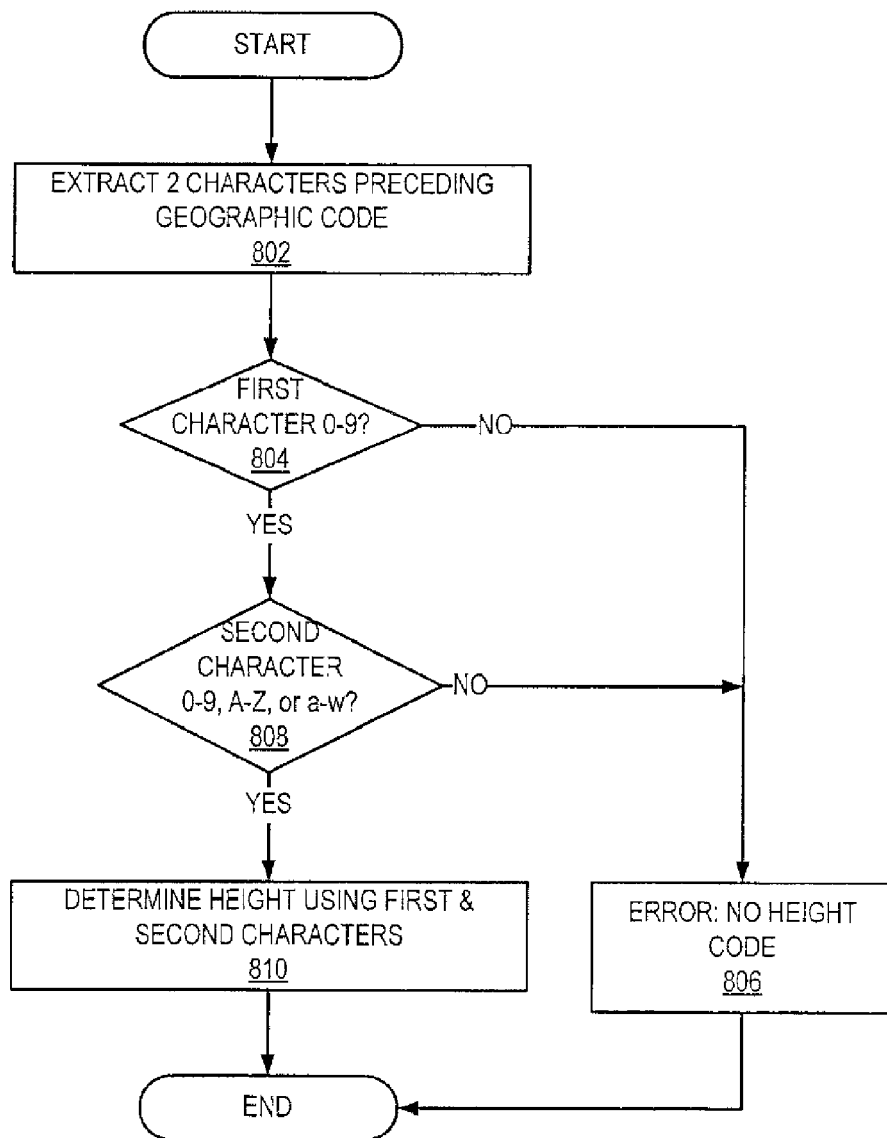 START
EXTRACT 2 CHARACTERS PRECEDING
GEOGRAPHIC CODE
802
FIRST
CHARACTER 0-9?
804
NO
YES
SECOND
CHARACTER
0-9, A-Z, or a-w?
808
NO
YES
DETERMINE HEIGHT USING FIRST &
SECOND CHARACTERS
810
ERROR: NO HEIGHT
CODE
806
END